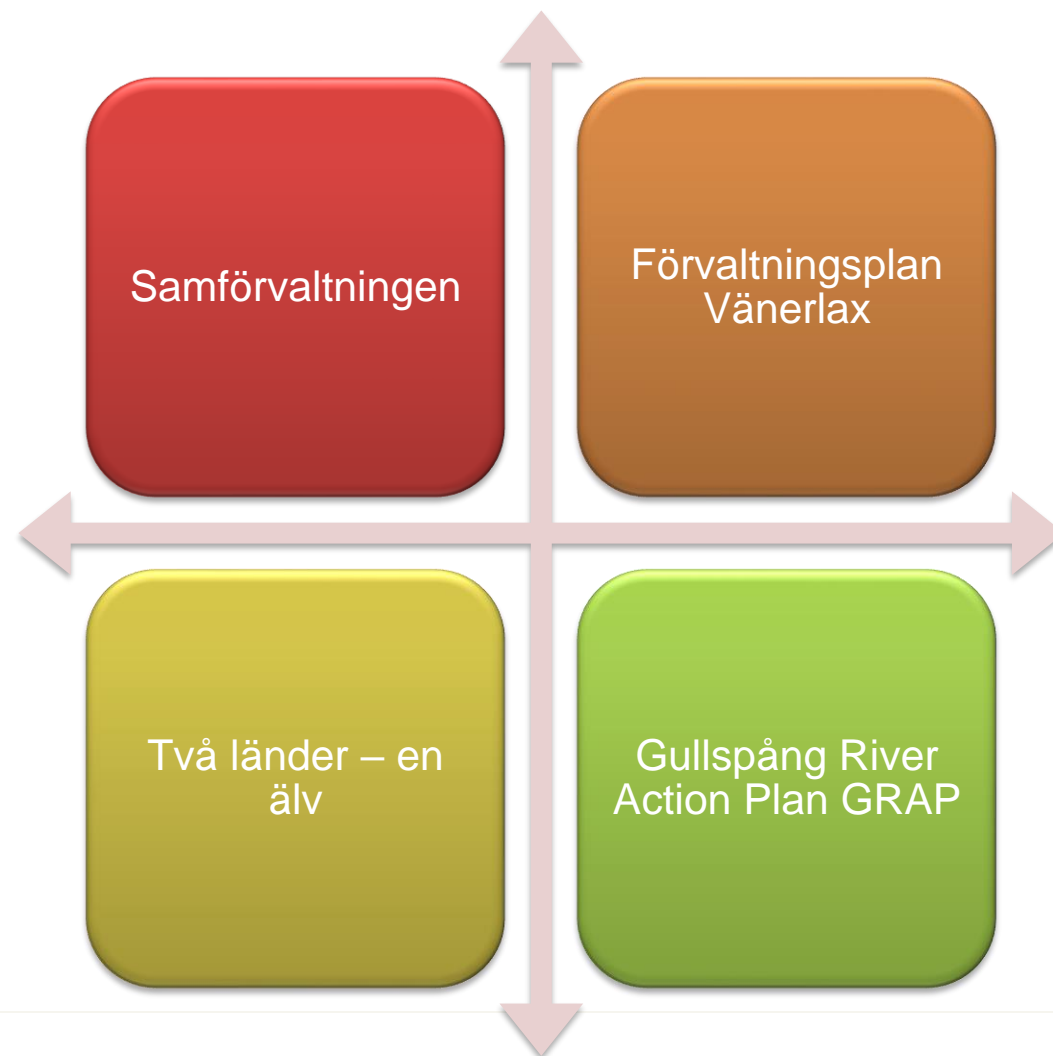 Samförvaltningen
Förvaltningsplan
Vänerlax
Två länder – en
älv
Gullspång River
Action Plan GRAP